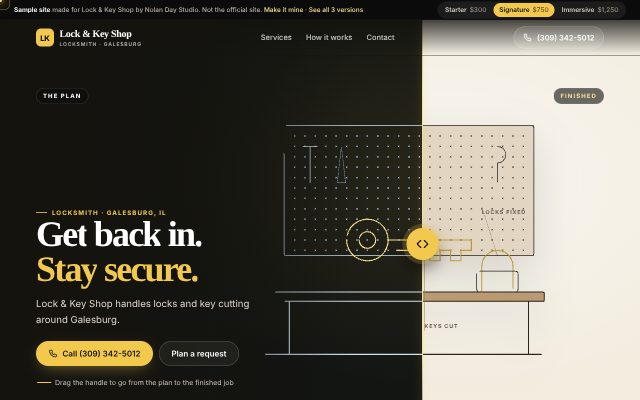 Sample site made for Lock & Key Shop by Nolan Day Studio. Not the official site. Make it mine · See all 3 versions
Starter $300 Signature $750 Immersive $1,250
LK Lock & Key Shop
LOCKSMITH · GALESBURG
Services How it works Contact
(309) 342-5012
THE PLAN
FINISHED
LOCKS FIXED
LOCKSMITH · GALESBURG, IL
Get back in.
Stay secure.
Lock & Key Shop handles locks and key cutting
around Galesburg.
KEYS CUT
Call (309) 342-5012 Plan a request
Drag the handle to go from the plan to the finished job